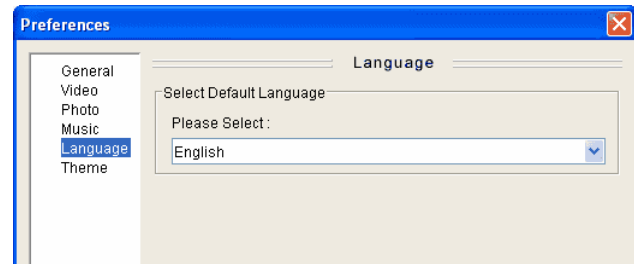 Preferences
General
Video
Photo
Music
Language
Theme
Language
Select Default Language
Please Select :
English